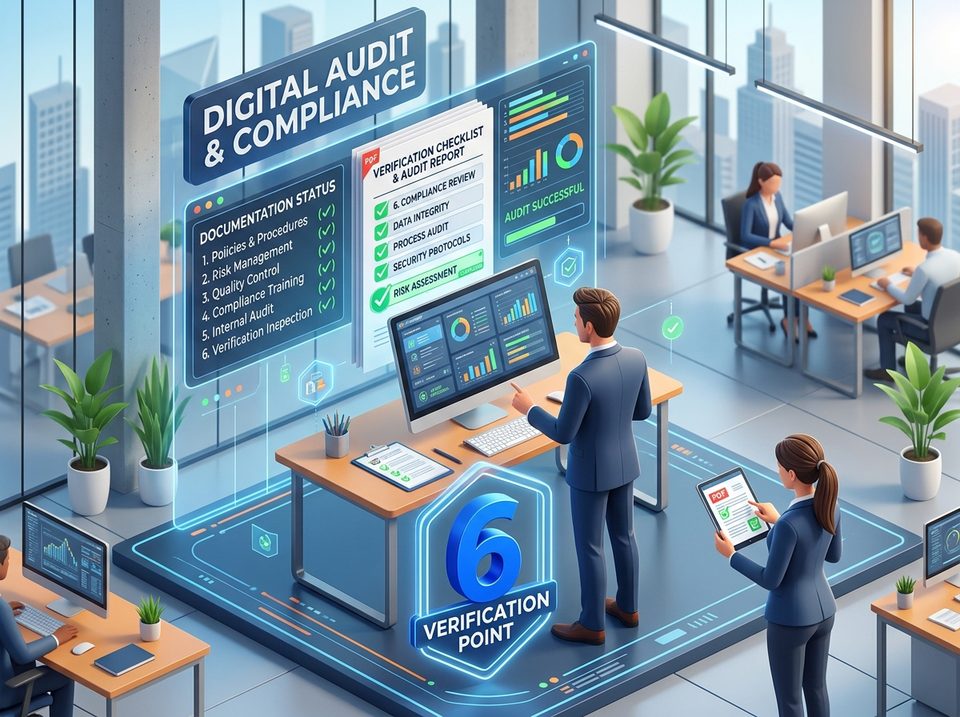 DIGITAL AUDIT
& COMPLIANCE
DOCUMENTATION STATUS
1. Policies & Procedures
2. Risk Management
3. Quality Control
4. Compliance Training
5. Internal Audit
6. Verification Inspection
PDF
VERIFICATION CHECKLIST
& AUDIT REPORT
6. COMPLIANCE REVIEW
DATA INTEGRITY
PROCESS AUDIT
SECURITY PBOTOCOLS
RISK ASSESSMENT
AUDIT SUCCESSFUL
6
VERIFICATION
POINT
PDF